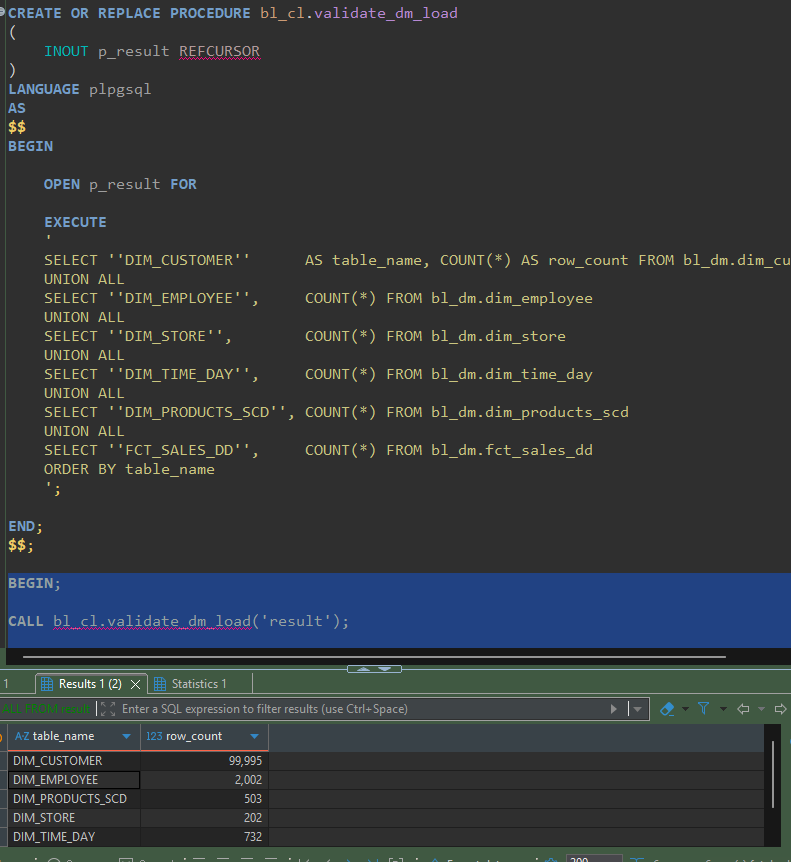 CREATE OR REPLACE PROCEDURE bl_cl.validate_dm_load
(
INOUT p_result REFCURSOR
)
LANGUAGE plpgsql
AS
$$
BEGIN
OPEN p_result FOR
EXECUTE
'
SELECT ''DIM_CUSTOMER'' AS table_name, COUNT(*) AS row_count FROM bl_dm.dim_cu
UNION ALL
SELECT ''DIM_EMPLOYEE'', COUNT(*) FROM bl_dm.dim_employee
UNION ALL
SELECT ''DIM_STORE'', COUNT(*) FROM bl_dm.dim_store
UNION ALL
SELECT ''DIM_TIME_DAY'', COUNT(*) FROM bl_dm.dim_time_day
UNION ALL
SELECT ''DIM_PRODUCTS_SCD'', COUNT(*) FROM bl_dm.dim_products_scd
UNION ALL
SELECT ''FCT_SALES_DD'', COUNT(*) FROM bl_dm.fct_sales_dd
ORDER BY table_name
';
END;
$$;
BEGIN;
CALL bl_cl.validate_dm_load('result');
1 Results 1 (2) Statistics 1
ALL FROM result Enter a SQL expression to filter results (use Ctrl+Space)
A-Z table_name 123 row_count
DIM_CUSTOMER 99,995
DIM_EMPLOYEE 2,002
DIM_PRODUCTS_SCD 503
DIM_STORE 202
DIM_TIME_DAY 732
200